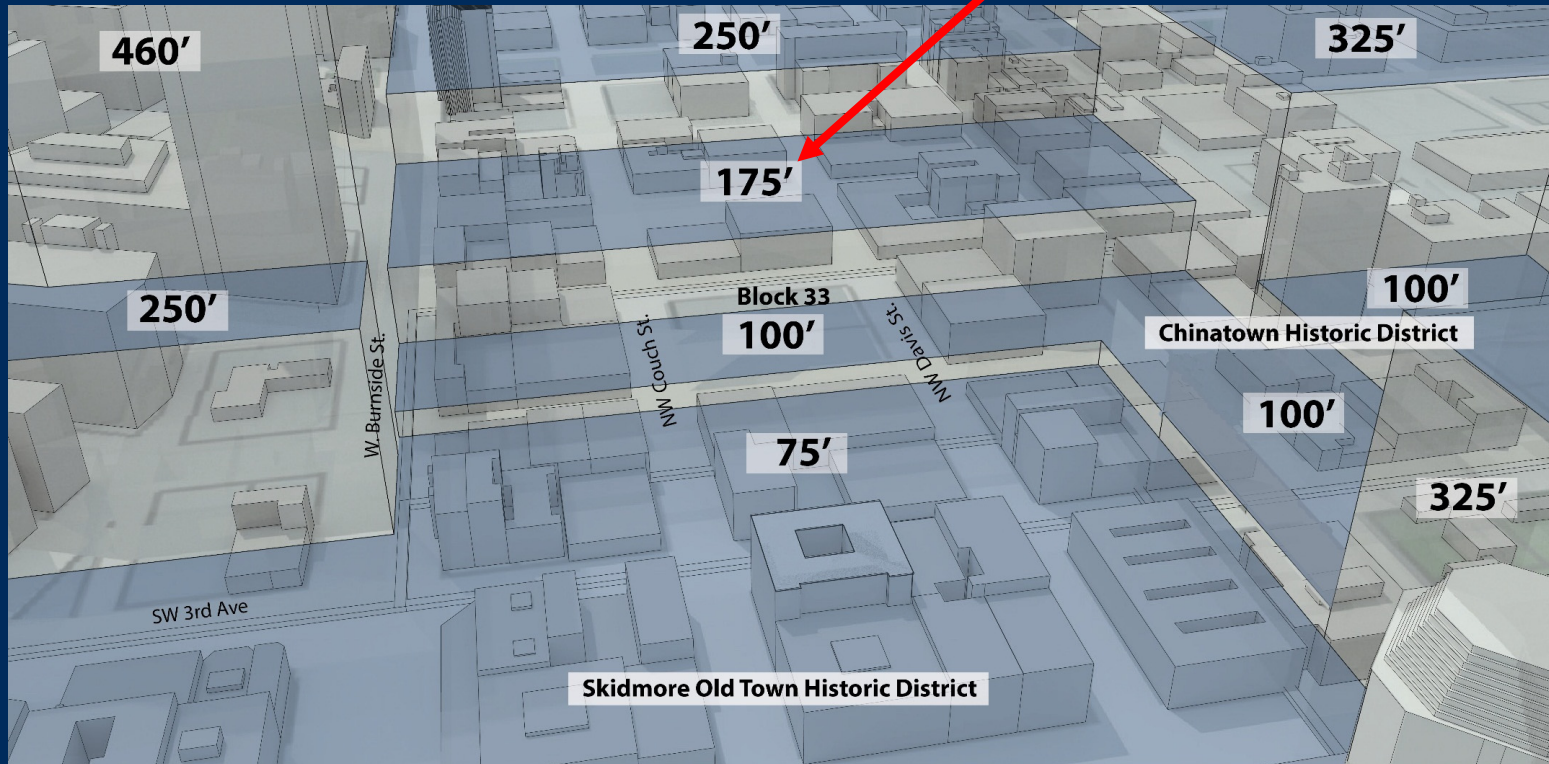 460’
250’
325’
175’
250’
Block 33
100’
100’
Chinatown Historic District
W. Burnside St.
NW Couch St.
NW Davis St.
100’
75’
325’
SW 3rd Ave
Skidmore Old Town Historic District